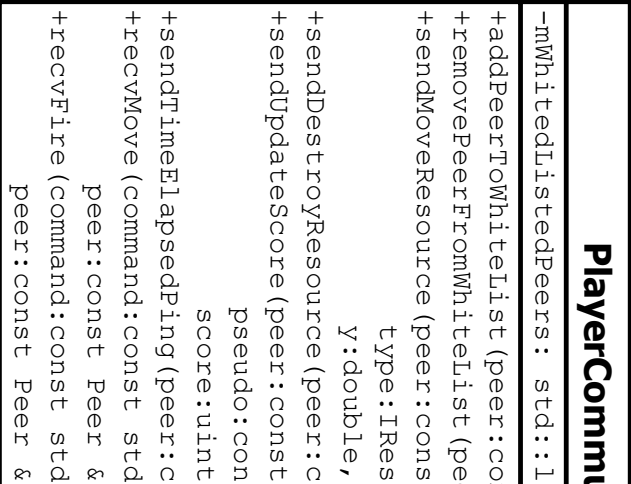 PlayerCommu
-mWhitedListedPeers: std::l
+addPeerToWhiteList(peer:co
+removePeerFromWhiteList(pe
+sendMoveResource(peer:cons
type:IRes
y:double,
+sendDestroyResource(peer:c
+sendUpdateScore(peer:const
pseudo:con
score:uint
+sendTimeElapsedPing(peer:c
+recvMove(command:const std
peer:const Peer &
+recvFire(command:const std
peer:const Peer &